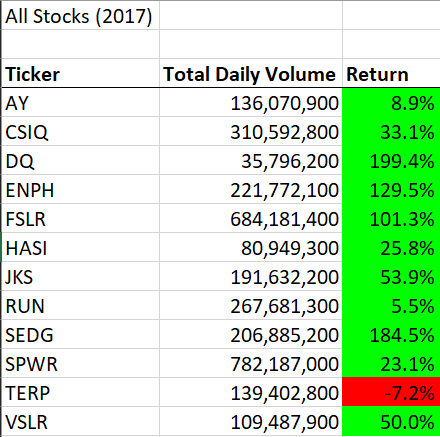 All Stocks (2017)
Ticker Total Daily Volume Return
AY 136,070,900 8.9%
CSIQ 310,592,800 33.1%
DQ 35,796,200 199.4%
ENPH 221,772,100 129.5%
FSLR 684,181,400 101.3%
HASI 80,949,300 25.8%
JKS 191,632,200 53.9%
RUN 267,681,300 5.5%
SEDG 206,885,200 184.5%
SPWR 782,187,000 23.1%
TERP 139,402,800 -7.2%
VSLR 109,487,900 50.0%